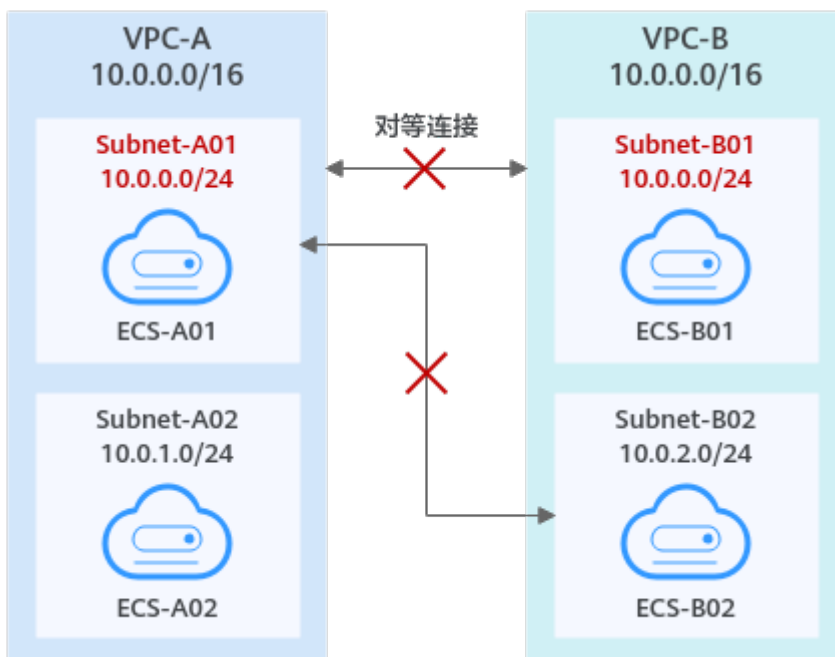 VPC-A
10.0.0.0/16
Subnet-A01
10.0.0.0/24
ECS-A01
Subnet-A02
10.0.1.0/24
ECS-A02
对等连接
VPC-B
10.0.0.0/16
Subnet-B01
10.0.0.0/24
ECS-B01
Subnet-B02
10.0.2.0/24
ECS-B02